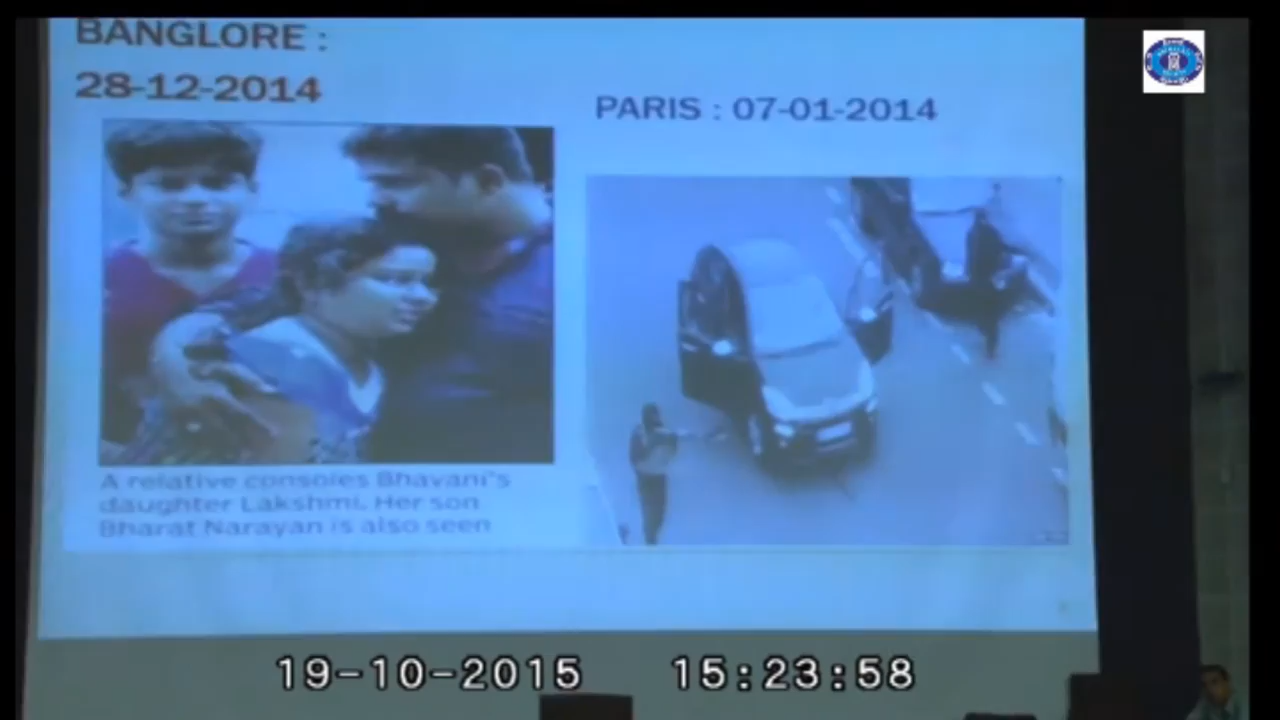 BANGLORE :
28-12-2014
PARIS : 07-01-2014
A relative consoles Bhavani's
daughter Lakshmi. Her son
Bharat Narayan is also seen
19-10-2015 15:23:58